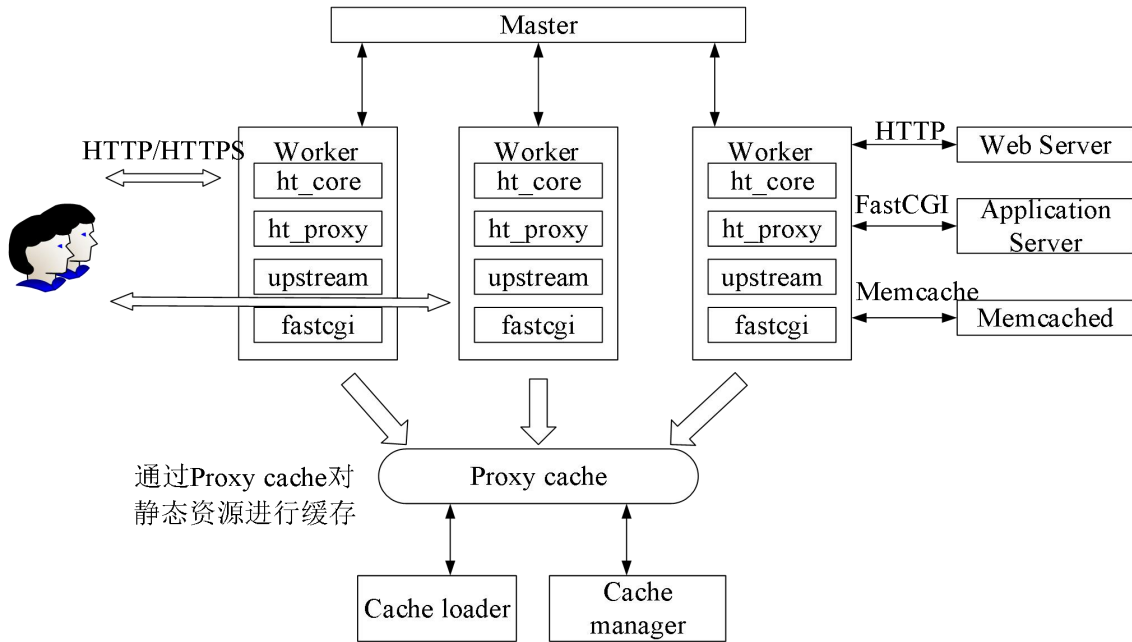 Master
HTTP/HTTPS
Worker
ht_core
ht_proxy
upstream
fastcgi
Worker
ht_core
ht_proxy
upstream
fastcgi
Worker
ht_core
ht_proxy
upstream
fastcgi
HTTP
Web Server
FastCGI
Application
Server
Memcache
Memcached
通过Proxy cache对
静态资源进行缓存
Proxy cache
Cache loader
Cache
manager